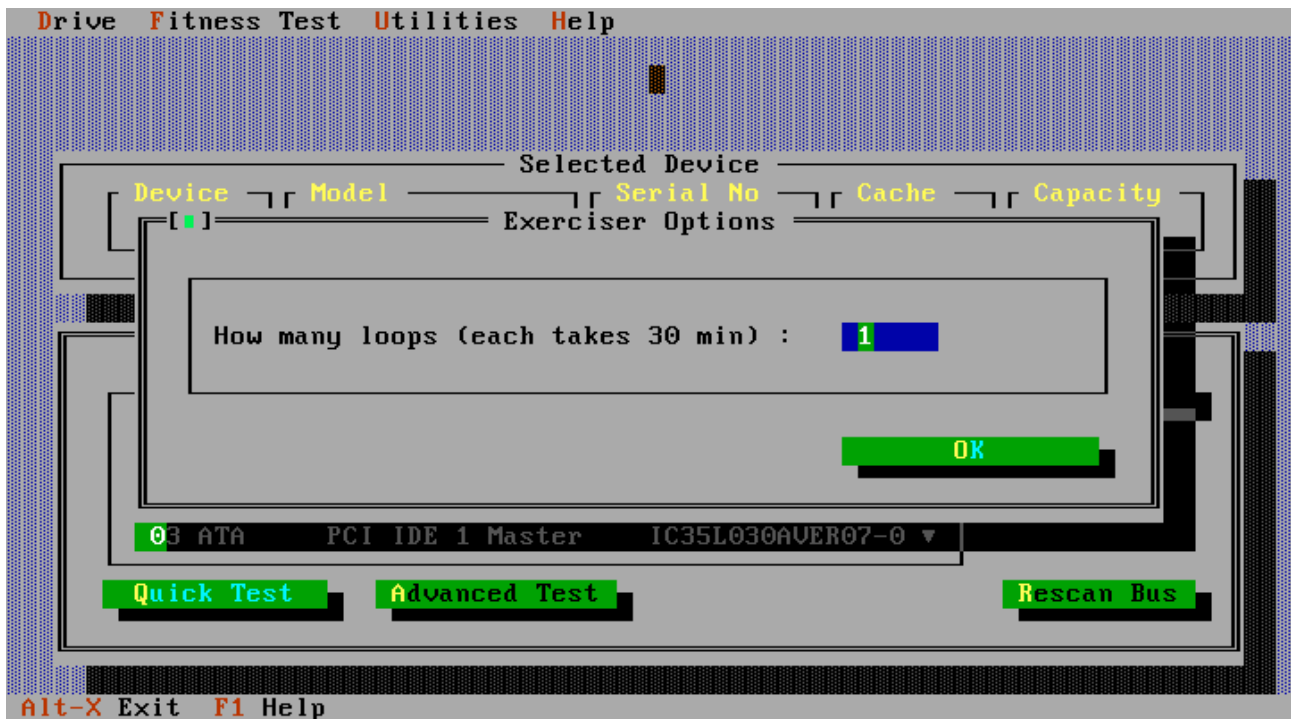 Drive Fitness Test Utilities Help
Selected Device
Device Model Serial No Cache Capacity
Exerciser Options
How many loops (each takes 30 min) : 1
OK
03 ATA PCI IDE 1 Master IC35L030AVER07-0
Quick Test Advanced Test Rescan Bus
Alt-X Exit F1 Help